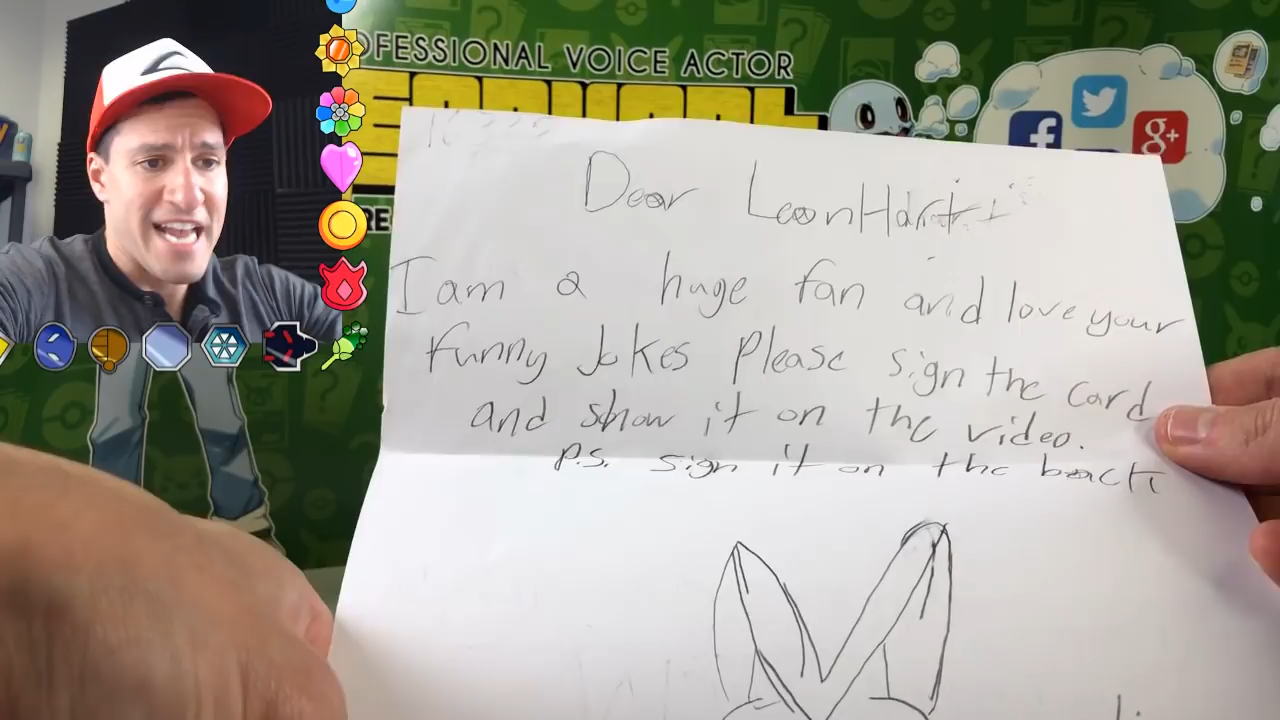 PROFESSIONAL VOICE ACTOR
Dear LeonHart
I am a huge fan and love your
funny Jokes Please sign the card
and show it on the video.
P.S. sign it on the back
f
g+